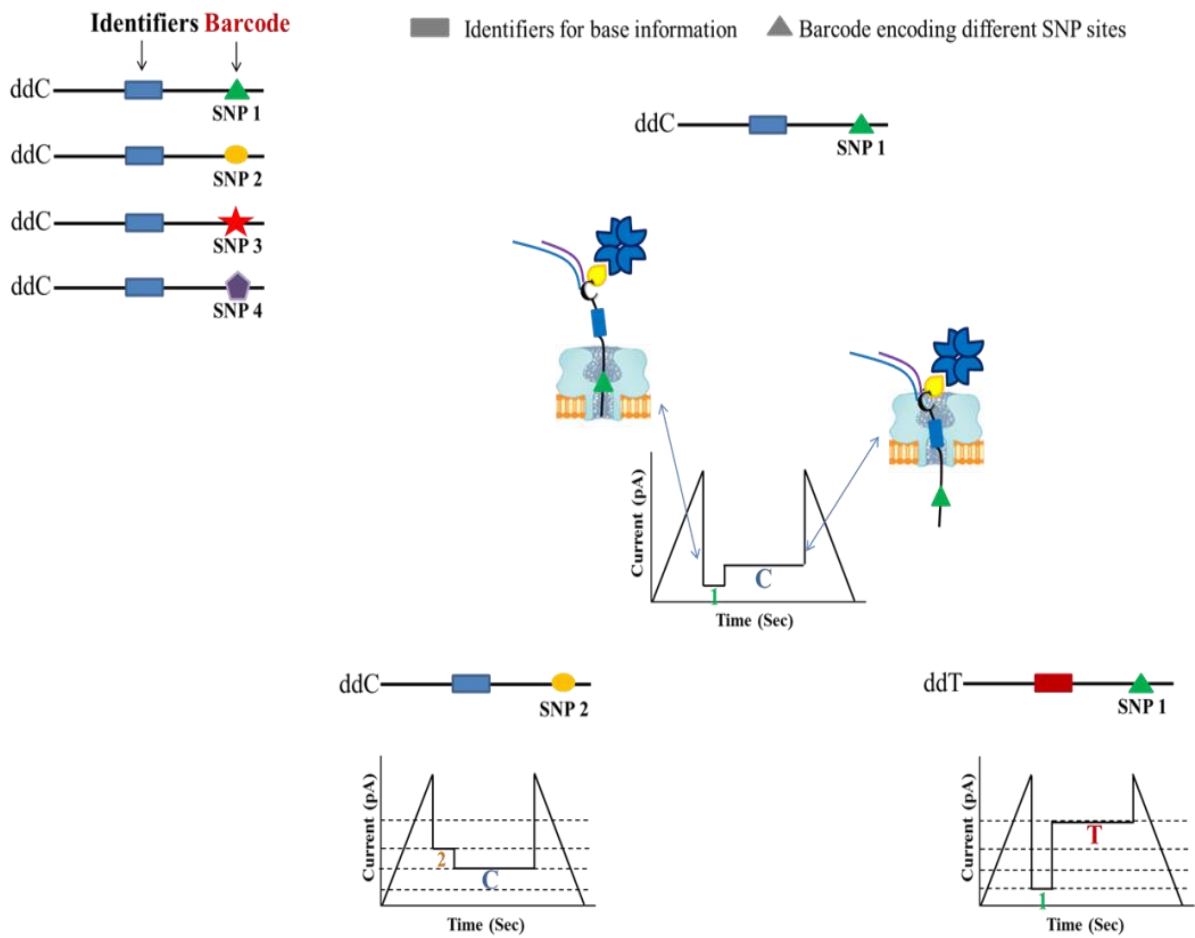 Identifiers Barcode
Identifiers for base information
Barcode encoding different SNP sites
ddC
SNP 1
ddC
SNP 2
ddC
SNP 3
ddC
SNP 4
ddC
SNP 1
C
C
Current (pA)
1
C
Time (Sec)
ddC
SNP 2
ddT
SNP 1
Current (pA)
2
C
Time (Sec)
Current (pA)
T
1
Time (Sec)